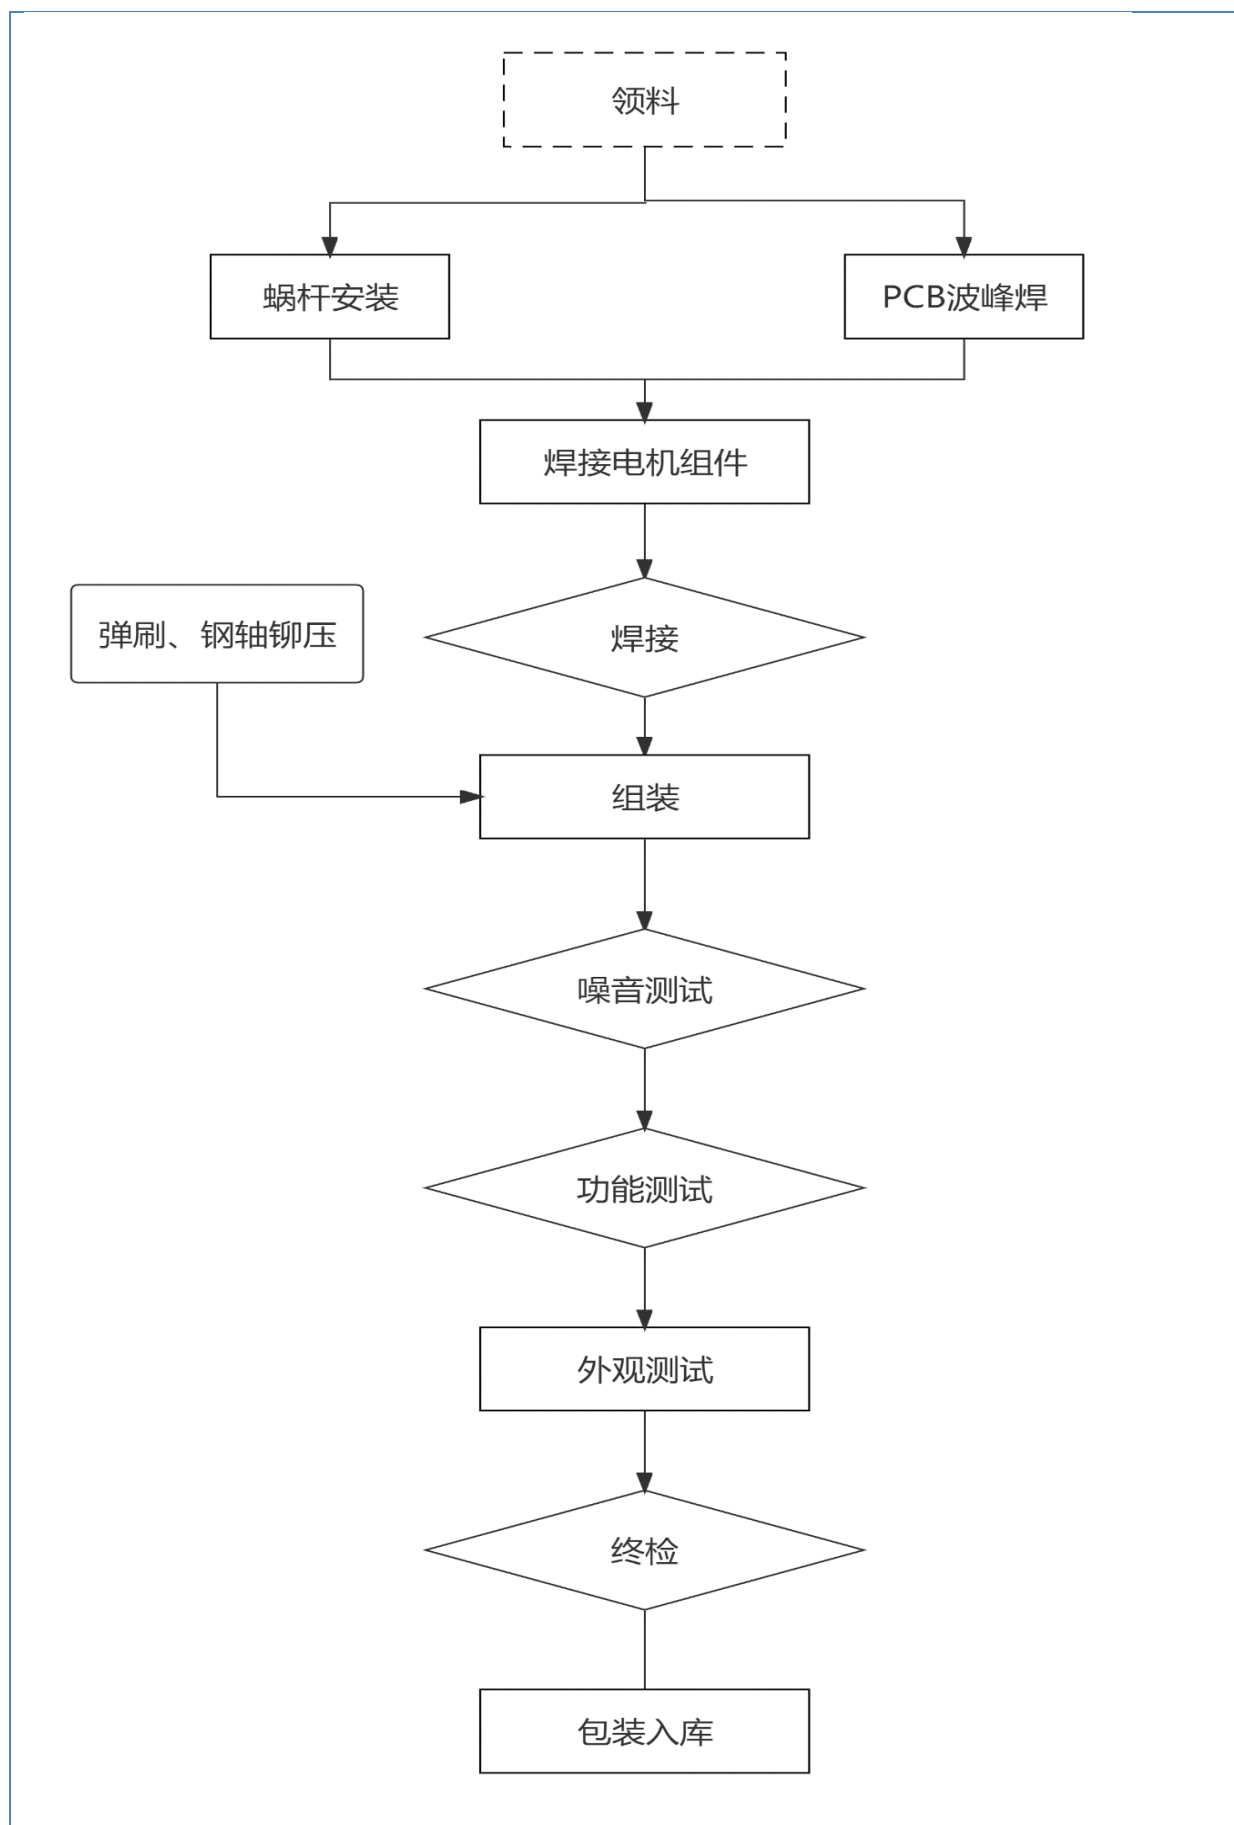 领料
蜗杆安装
PCB波峰焊
焊接电机组件
焊接
弹刷、钢轴铆压
组装
噪音测试
功能测试
外观测试
终检
包装入库